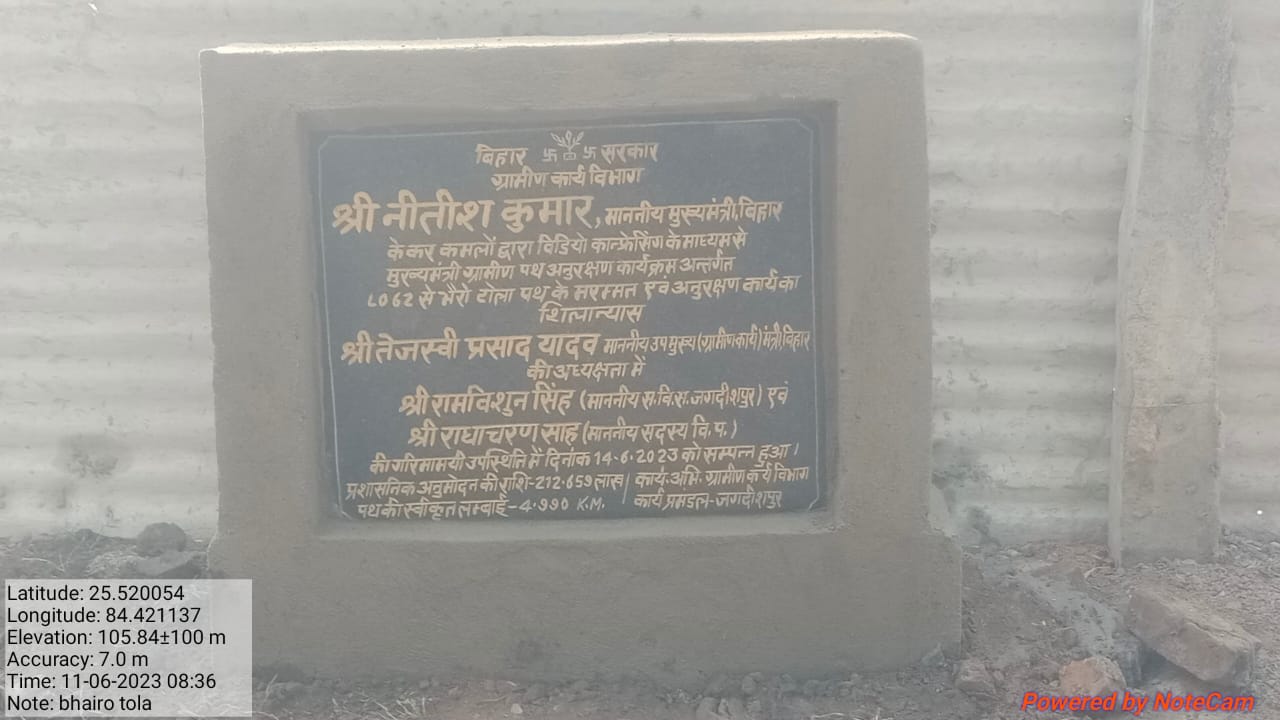 बिहार 卐 卐 सरकार
ग्रामीण कार्य विभाग
श्री नीतीश कुमार, माननीय मुख्यमंत्री, बिहार
के कर कमलों द्वारा विडियो कान्फ्रेसिंग के माध्यम से
मुख्यमंत्री ग्रामीण पथ अनुरक्षण कार्यक्रम अन्तर्गत
L062 से भैरो टोला पथ के मरम्मत एवं अनुरक्षण कार्य का
शिलान्यास
श्री तेजस्वी प्रसाद यादव माननीय उप मुख्य (ग्रामीण कार्य) मंत्री, बिहार
की अध्यक्षता में
श्री रामविशुन सिंह (माननीय स.वि.स. जगदीशपुर) एवं
श्री राधाचरण साह (माननीय सदस्य वि.प.)
की गरिमामयी उपस्थिति में दिनांक 14.6.2023 को सम्पन्न हुआ।
प्रशासनिक अनुमोदन की राशि-212.659 लाख
पथ की स्वीकृत लम्बाई-4.990 K.M.
कार्य. अभि. ग्रामीण कार्य विभाग
कार्य प्रमंडल-जगदीशपुर
Latitude: 25.520054
Longitude: 84.421137
Elevation: 105.84±100 m
Accuracy: 7.0 m
Time: 11-06-2023 08:36
Note: bhairo tola
Powered by NoteCam